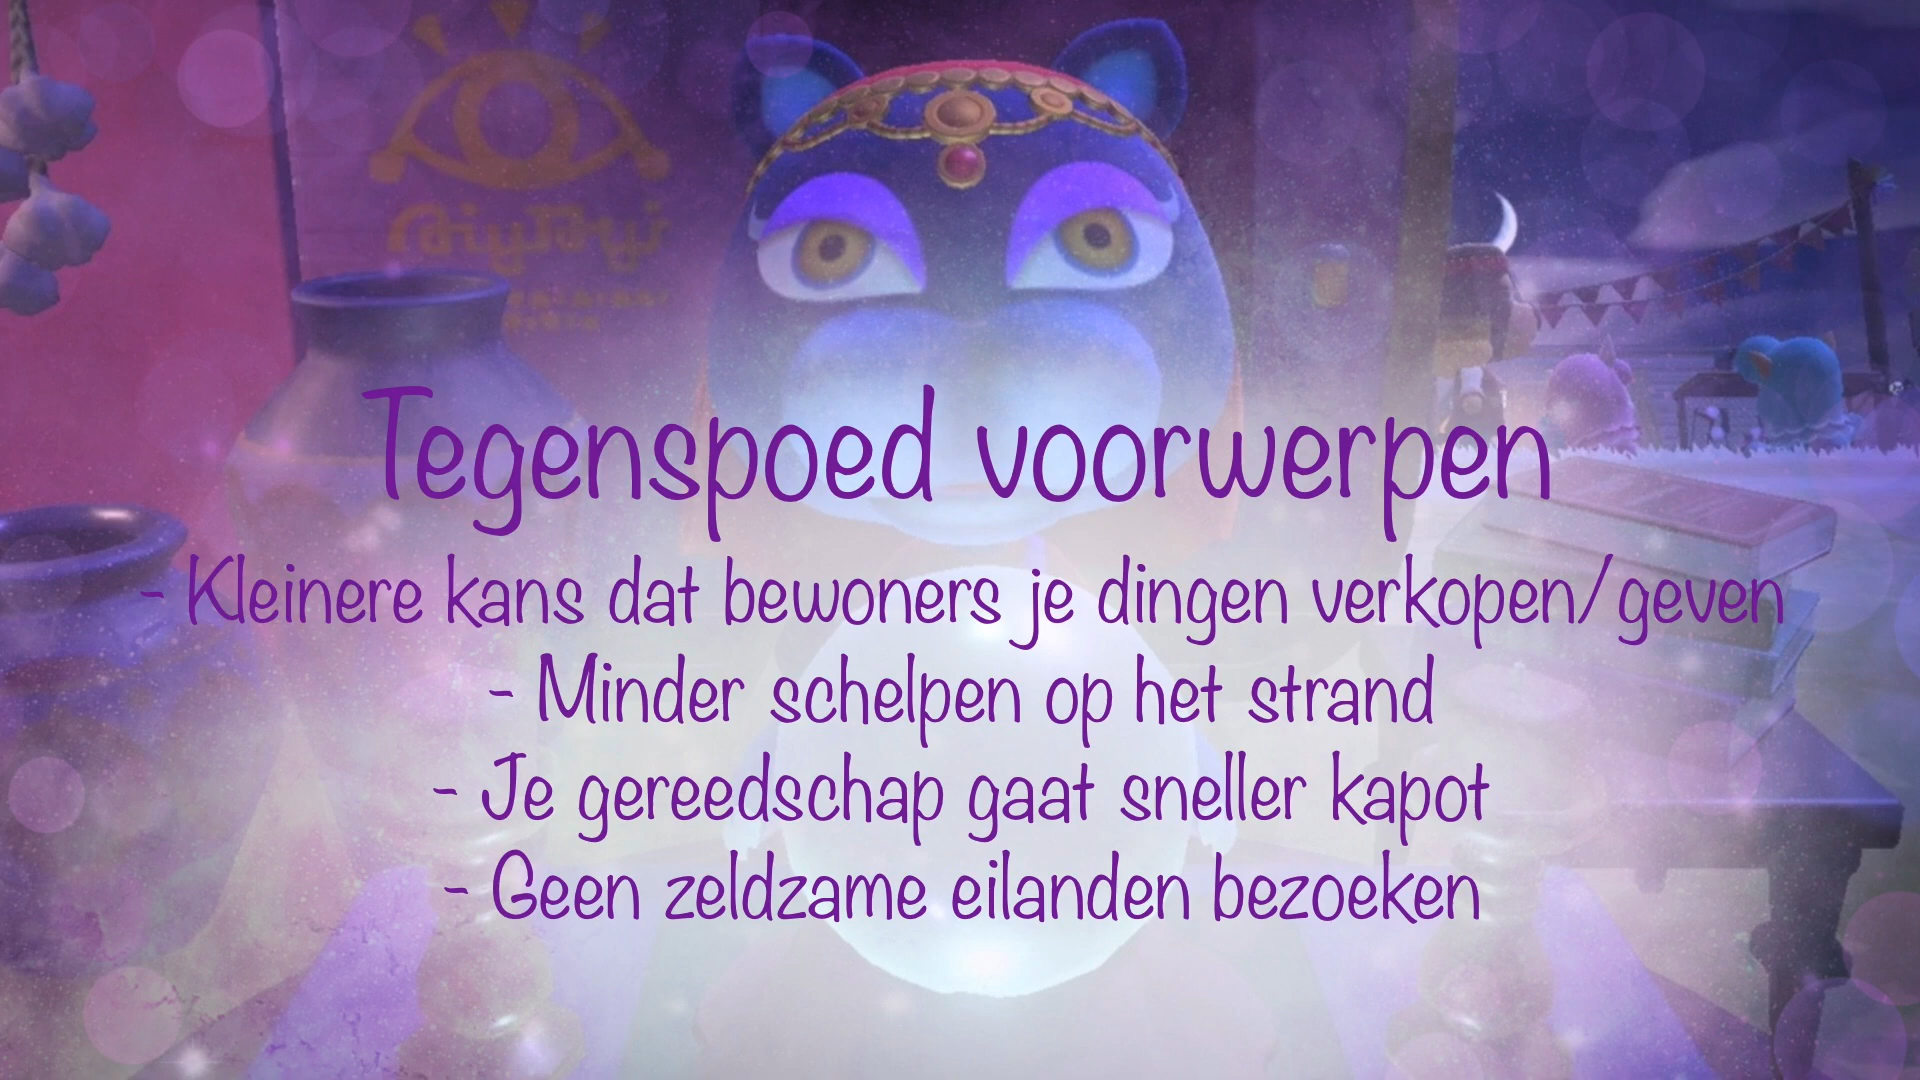 Tegenspoed voorwerpen
- Kleinere kans dat bewoners je dingen verkopen/geven
- Minder schelpen op het strand
- Je gereedschap gaat sneller kapot
- Geen zeldzame eilanden bezoeken